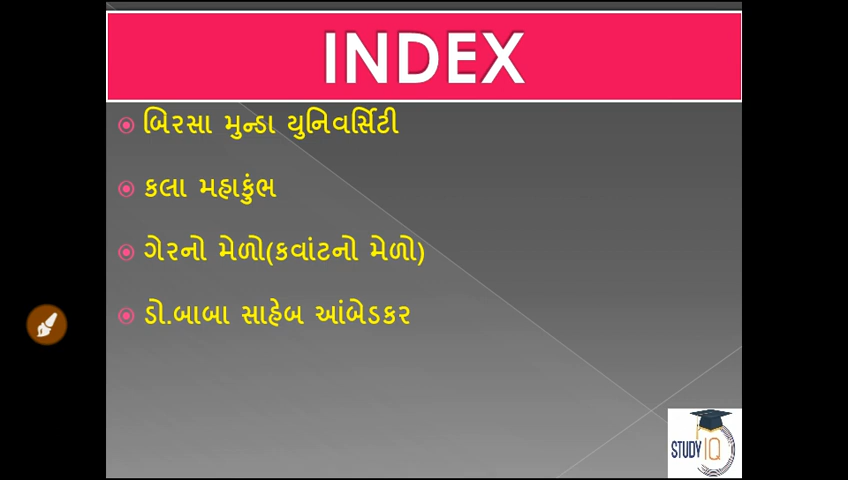 INDEX
બિરસા મુન્ડા યુનિવર્સિટી
કલા મહાકુંભ
ગેરનો મેળો(કવાંટનો મેળો)
ડો.બાબા સાહેબ આંબેડકર
STUDY IQ